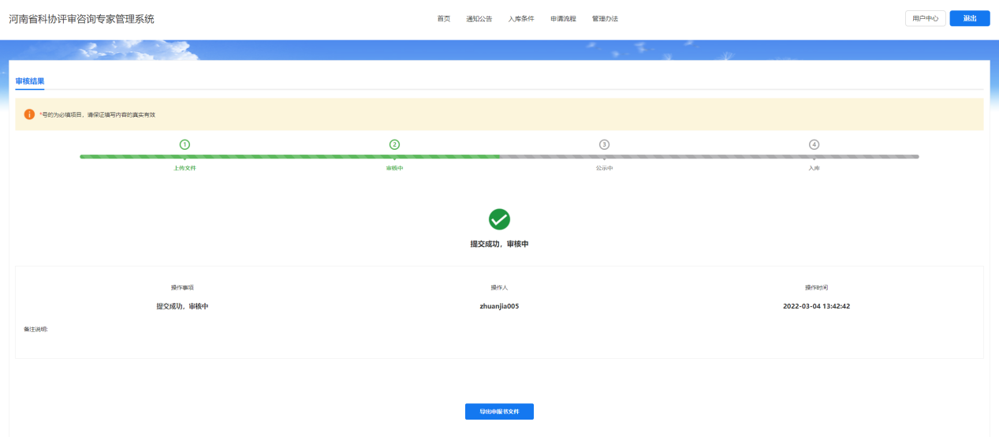 河南省科协评审咨询专家管理系统
首页 通知公告 入库条件 申请流程 管理办法
用户中心 退出
审核结果
*号的为必填项目，请保证填写内容的真实有效
1 2 3 4
上传文件 审核中 公示中 入库
提交成功，审核中
操作事项 操作人 操作时间
提交成功，审核中 zhuanjia005 2022-03-04 13:42:42
备注说明:
导出申报书文件